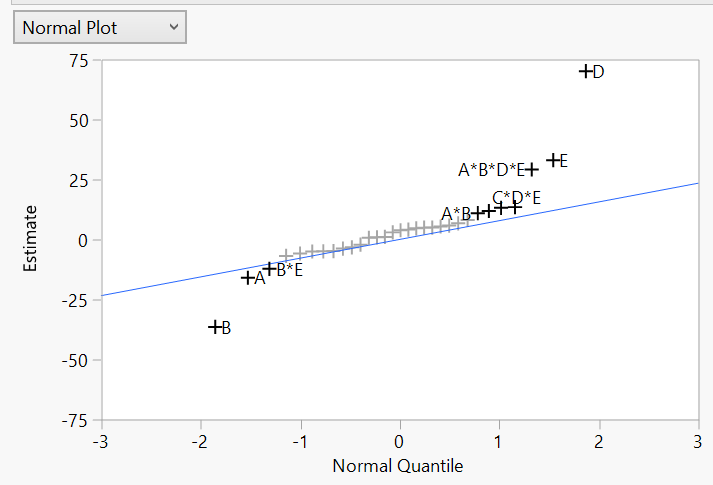 Normal Plot
75
50
25
0
-25
-50
-75
Estimate
D
E
A*B*D*E
C*D*E
A*B
B*E
A
B
-3
-2
-1
0
1
2
3
Normal Quantile